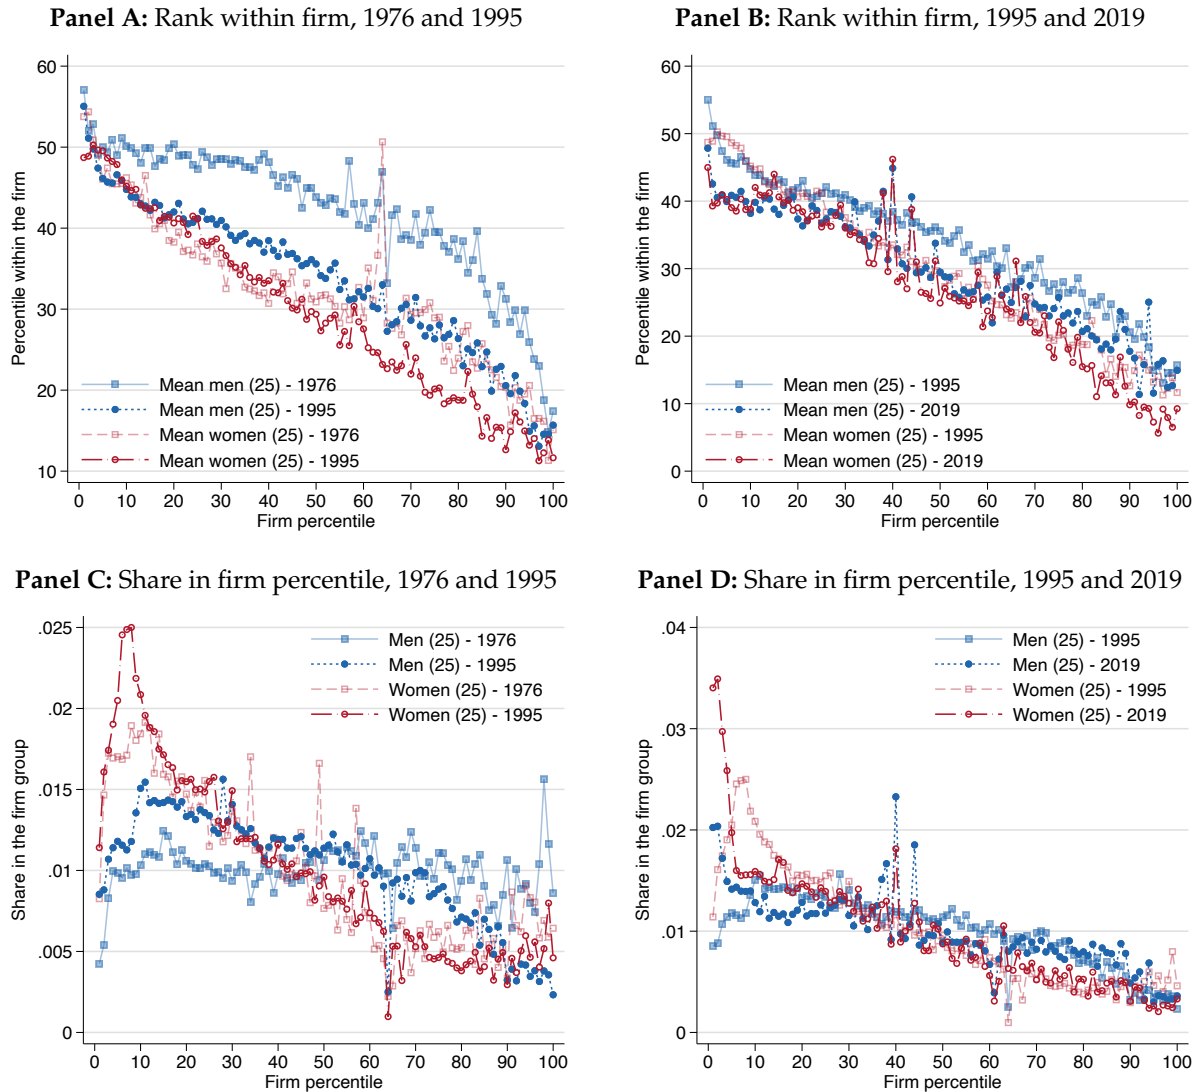 Panel A: Rank within firm, 1976 and 1995
60
50
40
30
20
10
Percentile within the firm
Mean men (25) - 1976
Mean men (25) - 1995
Mean women (25) - 1976
Mean women (25) - 1995
0 10 20 30 40 50 60 70 80 90 100
Firm percentile
Panel B: Rank within firm, 1995 and 2019
60
50
40
30
20
10
0
Percentile within the firm
Mean men (25) - 1995
Mean men (25) - 2019
Mean women (25) - 1995
Mean women (25) - 2019
0 10 20 30 40 50 60 70 80 90 100
Firm percentile
Panel C: Share in firm percentile, 1976 and 1995
.025
.02
.015
.01
.005
0
Share in the firm group
Men (25) - 1976
Men (25) - 1995
Women (25) - 1976
Women (25) - 1995
0 10 20 30 40 50 60 70 80 90 100
Firm percentile
Panel D: Share in firm percentile, 1995 and 2019
.04
.03
.02
.01
0
Share in the firm group
Men (25) - 1995
Men (25) - 2019
Women (25) - 1995
Women (25) - 2019
0 10 20 30 40 50 60 70 80 90 100
Firm percentile